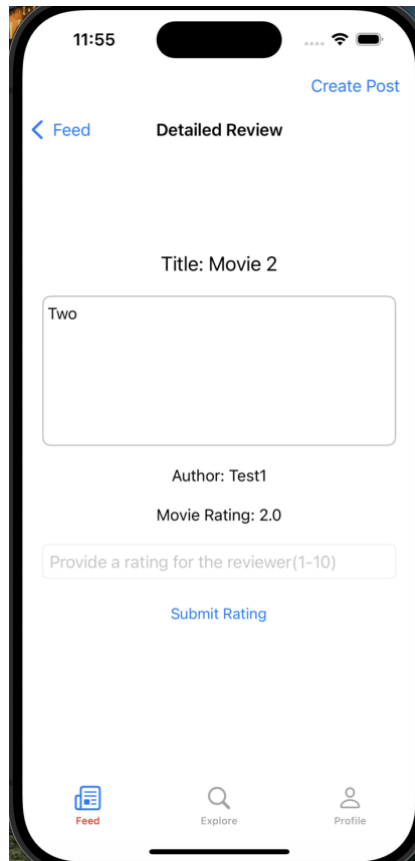 11:55
Create Post
Feed
Detailed Review
Title: Movie 2
Two
Author: Test1
Movie Rating: 2.0
Provide a rating for the reviewer(1-10)
Submit Rating
Feed
Explore
Profile